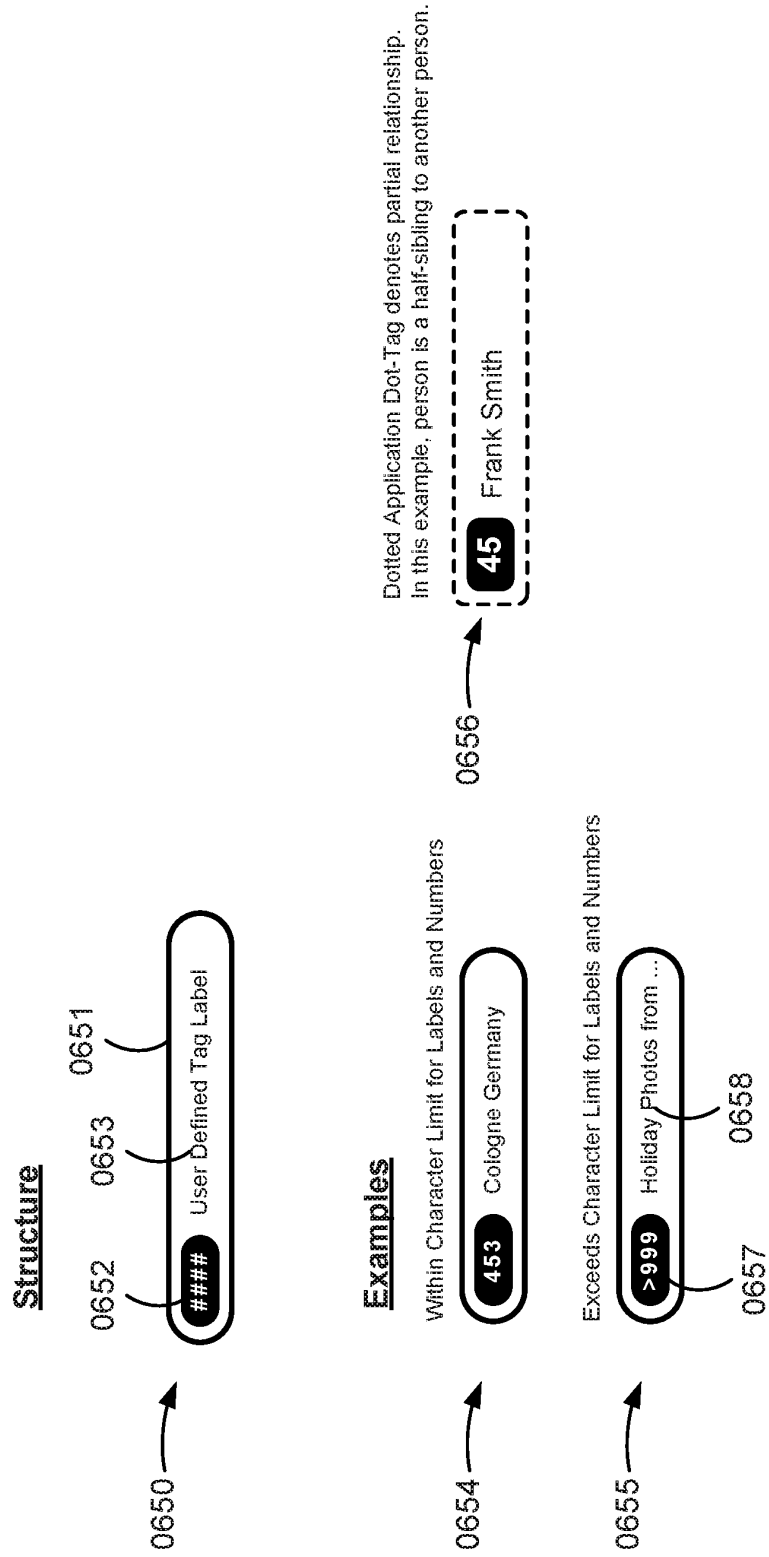 Structure
0652
0653
0651
0650
####
User Defined Tag Label
Examples
Within Character Limit for Labels and Numbers
0654
453
Cologne Germany
Exceeds Character Limit for Labels and Numbers
0655
>999
Holiday Photos from ...
0657
0658
Dotted Application Dot-Tag denotes partial relationship.
In this example, person is a half-sibling to another person.
0656
45
Frank Smith